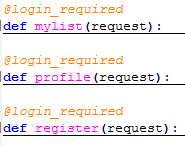 @login_required
def mylist(request):
@login_required
def profile(request):
@login_required
def register(request):